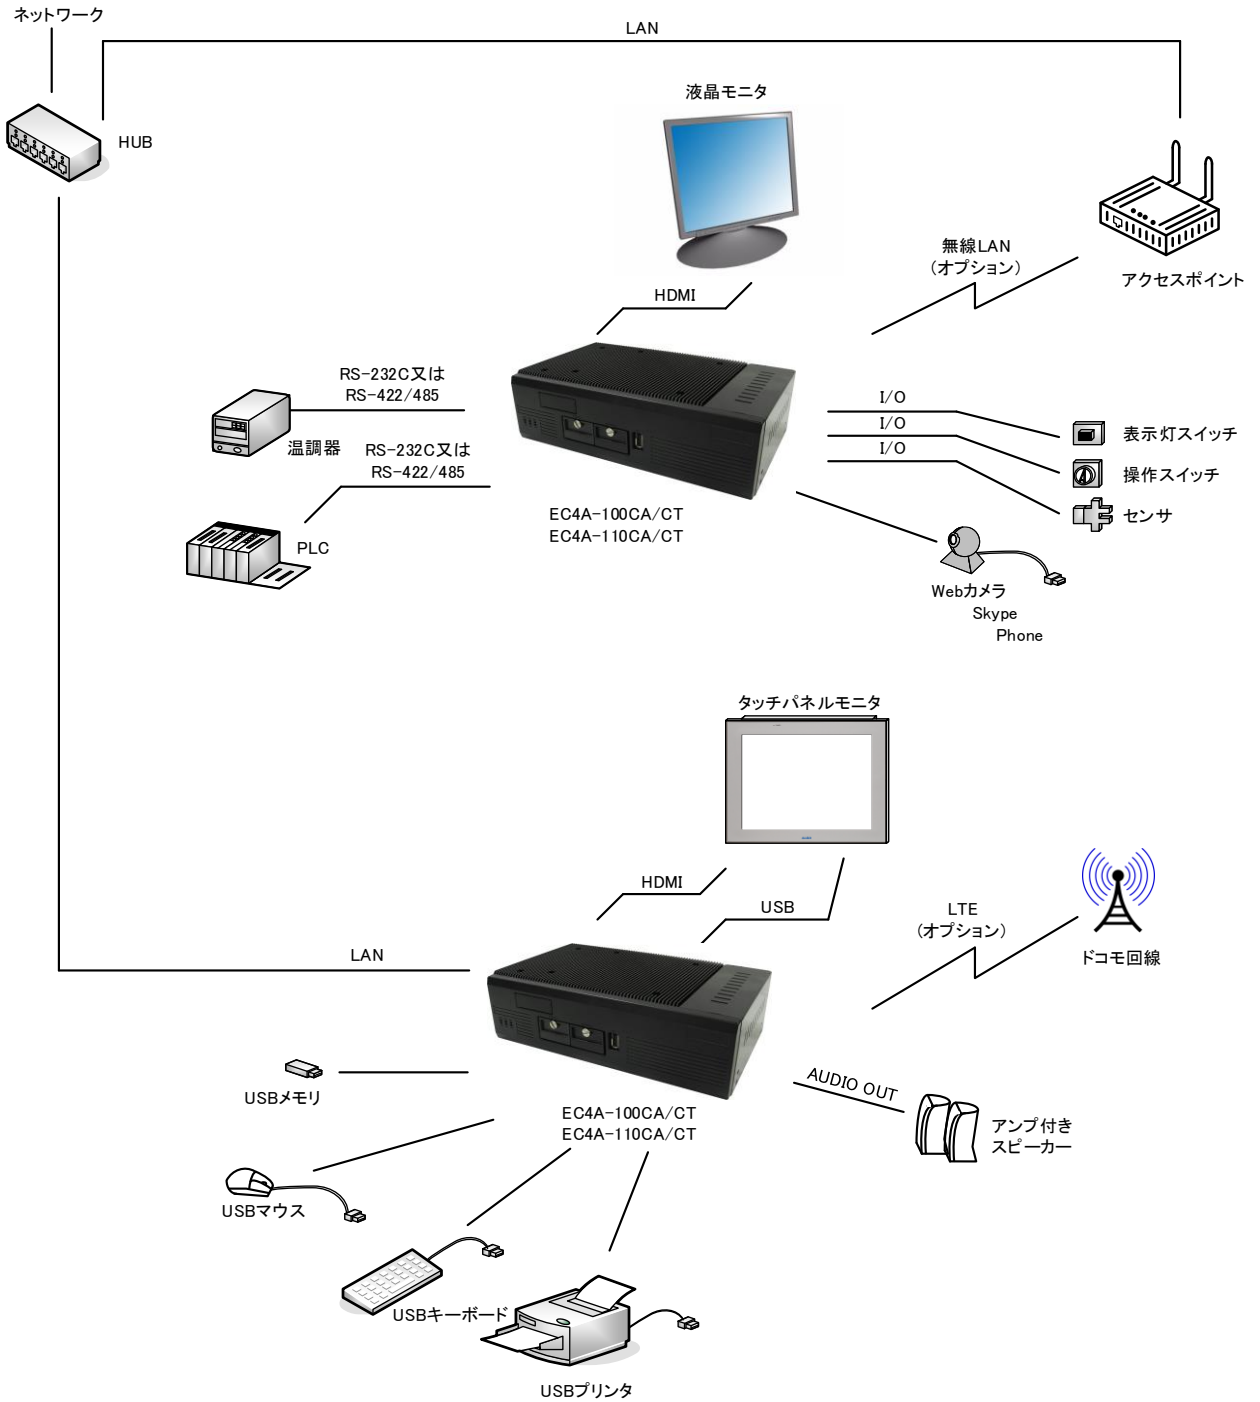 ネットワーク
LAN
HUB
液晶モニタ
無線LAN
(オプション)
アクセスポイント
HDMI
RS-232C又は
RS-422/485
温調器
RS-232C又は
RS-422/485
PLC
I/O
I/O
I/O
表示灯スイッチ
操作スイッチ
センサ
EC4A-100CA/CT
EC4A-110CA/CT
Webカメラ
Skype
Phone
タッチパネルモニタ
HDMI
USB
LTE
(オプション)
ドコモ回線
LAN
USBメモリ
AUDIO OUT
EC4A-100CA/CT
EC4A-110CA/CT
アンプ付き
スピーカー
USBマウス
USBキーボード
USBプリンタ